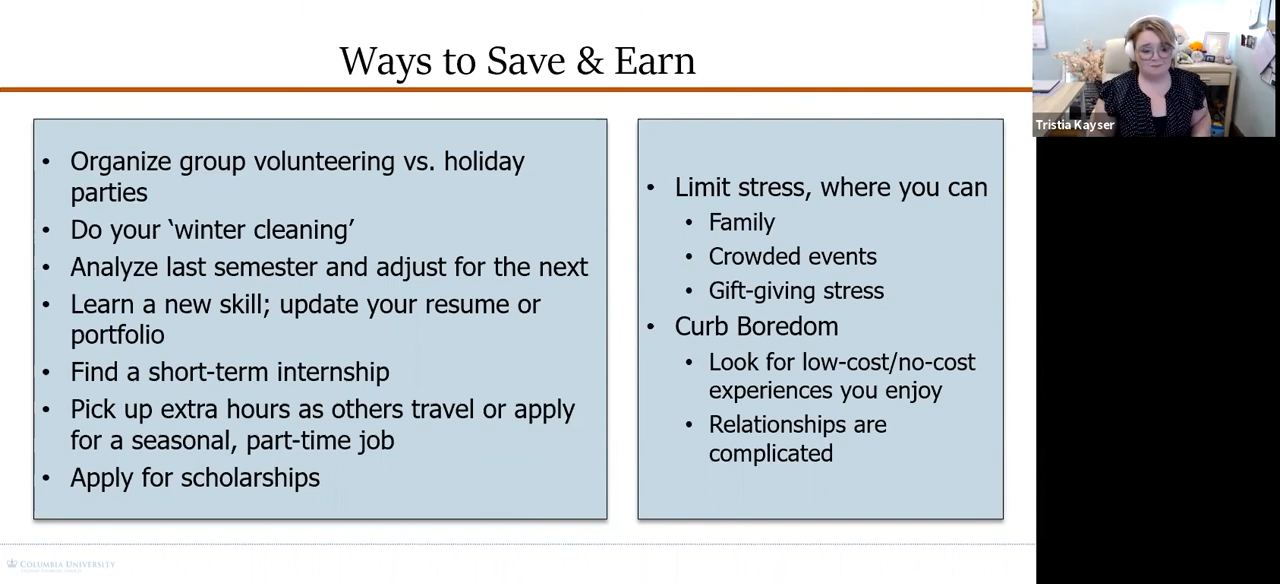 Ways to Save & Earn
• Organize group volunteering vs. holiday
parties
• Do your ‘winter cleaning’
• Analyze last semester and adjust for the next
• Learn a new skill; update your resume or
portfolio
• Find a short-term internship
• Pick up extra hours as others travel or apply
for a seasonal, part-time job
• Apply for scholarships
• Limit stress, where you can
• Family
• Crowded events
• Gift-giving stress
• Curb Boredom
• Look for low-cost/no-cost
experiences you enjoy
• Relationships are
complicated
Tristia Kayser
COLUMBIA UNIVERSITY